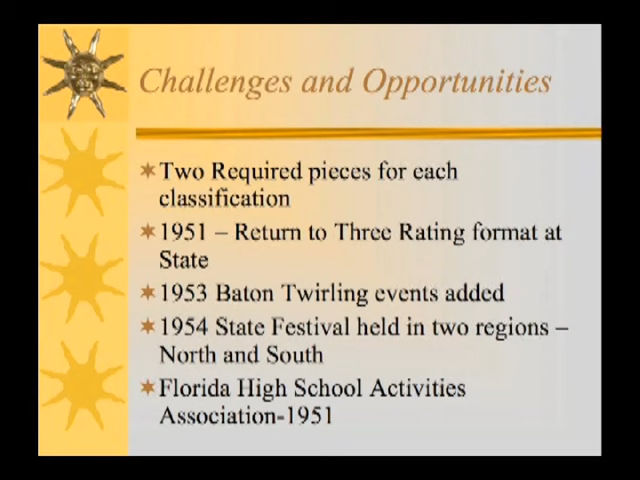 Challenges and Opportunities
✶Two Required pieces for each
classification
✶1951 – Return to Three Rating format at
State
✶1953 Baton Twirling events added
✶1954 State Festival held in two regions –
North and South
✶Florida High School Activities
Association-1951